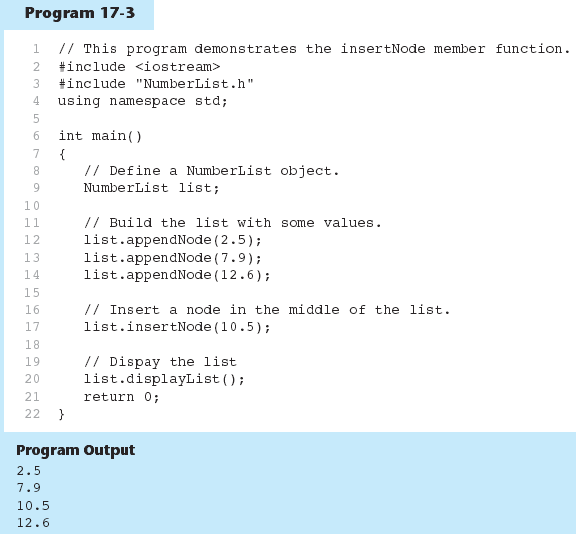 Program 17-3
1 // This program demonstrates the insertNode member function.
2 #include <iostream>
3 #include "NumberList.h"
4 using namespace std;
5
6 int main()
7 {
8 // Define a NumberList object.
9 NumberList list;
10
11 // Build the list with some values.
12 list.appendNode(2.5);
13 list.appendNode(7.9);
14 list.appendNode(12.6);
15
16 // Insert a node in the middle of the list.
17 list.insertNode(10.5);
18
19 // Dispay the list
20 list.displayList();
21 return 0;
22 }
Program Output
2.5
7.9
10.5
12.6